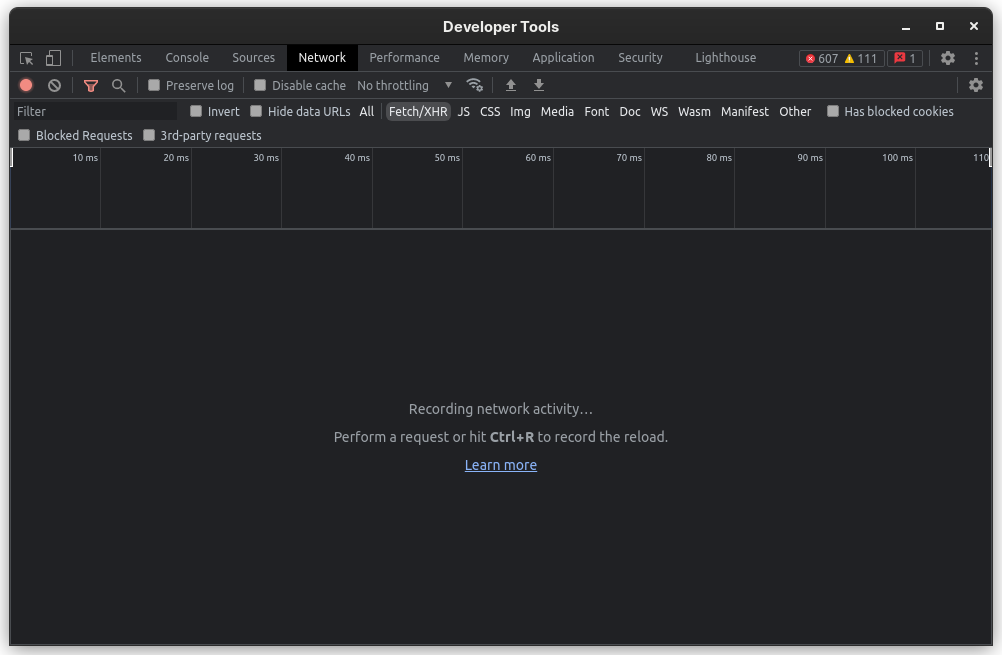 Developer Tools
Elements Console Sources Network Performance Memory Application Security Lighthouse 607 111 1
Preserve log Disable cache No throttling
Filter Invert Hide data URLs All Fetch/XHR JS CSS Img Media Font Doc WS Wasm Manifest Other Has blocked cookies
Blocked Requests 3rd-party requests
10 ms 20 ms 30 ms 40 ms 50 ms 60 ms 70 ms 80 ms 90 ms 100 ms 110
Recording network activity…
Perform a request or hit Ctrl+R to record the reload.
Learn more